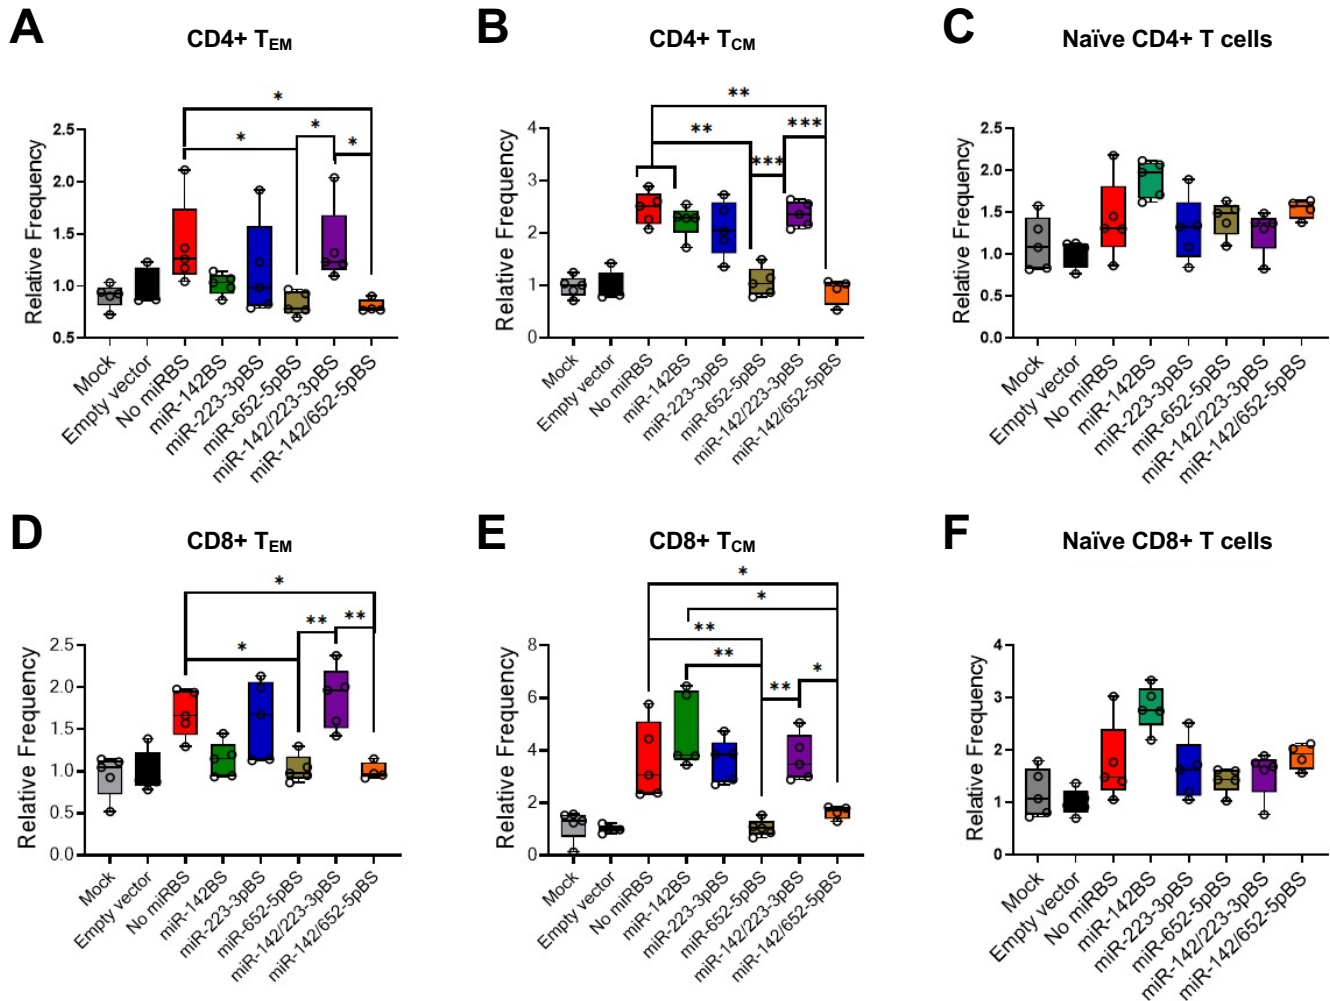 A
CD4+ TEM
B
CD4+ TCM
C
Naïve CD4+ T cells
*
*
*
*
Relative Frequency
2.5
2.0
1.5
1.0
0.5
Mock
Empty vector
No miRBS
miR-142BS
miR-223-3pBS
miR-652-5pBS
miR-142/223-3pBS
miR-142/652-5pBS
**
***
**
***
Relative Frequency
4
3
2
1
0
Mock
Empty vector
No miRBS
miR-142BS
miR-223-3pBS
miR-652-5pBS
miR-142/223-3pBS
miR-142/652-5pBS
Relative Frequency
2.5
2.0
1.5
1.0
0.5
0.0
Mock
Empty vector
No miRBS
miR-142BS
miR-223-3pBS
miR-652-5pBS
miR-142/223-3pBS
miR-142/652-5pBS
D
CD8+ TEM
E
CD8+ TCM
F
Naïve CD8+ T cells
*
**
**
*
Relative Frequency
2.5
2.0
1.5
1.0
0.5
0.0
Mock
Empty vector
No miRBS
miR-142BS
miR-223-3pBS
miR-652-5pBS
miR-142/223-3pBS
miR-142/652-5pBS
*
*
**
**
*
**
Relative Frequency
8
6
4
2
0
Mock
Empty vector
No miRBS
miR-142BS
miR-223-3pBS
miR-652-5pBS
miR-142/223-3pBS
miR-142/652-5pBS
Relative Frequency
4
3
2
1
0
Mock
Empty vector
No miRBS
miR-142BS
miR-223-3pBS
miR-652-5pBS
miR-142/223-3pBS
miR-142/652-5pBS